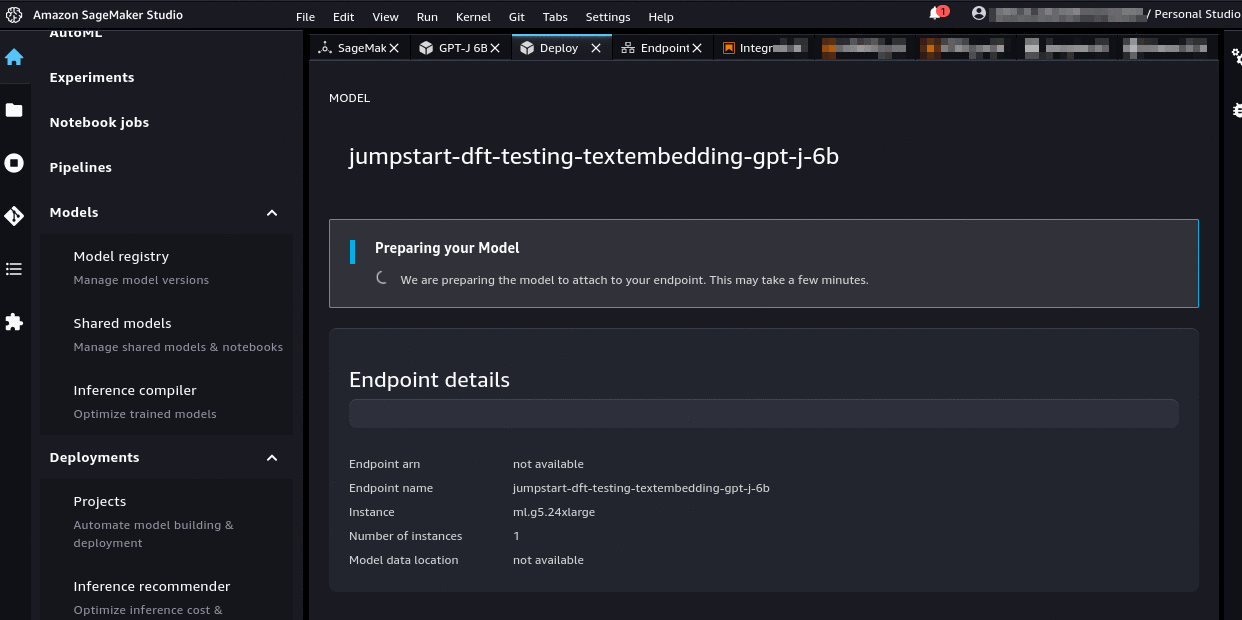 Amazon SageMaker Studio
File Edit View Run Kernel Git Tabs Settings Help
1
/ Personal Studio
AutoML
Experiments
Notebook jobs
Pipelines
Models
Model registry
Manage model versions
Shared models
Manage shared models & notebooks
Inference compiler
Optimize trained models
Deployments
Projects
Automate model building &
deployment
Inference recommender
Optimize inference cost &
SageMak GPT-J 6B Deploy Endpoint Integr
MODEL
jumpstart-dft-testing-textembedding-gpt-j-6b
Preparing your Model
We are preparing the model to attach to your endpoint. This may take a few minutes.
Endpoint details
Endpoint arn not available
Endpoint name jumpstart-dft-testing-textembedding-gpt-j-6b
Instance ml.g5.24xlarge
Number of instances 1
Model data location not available